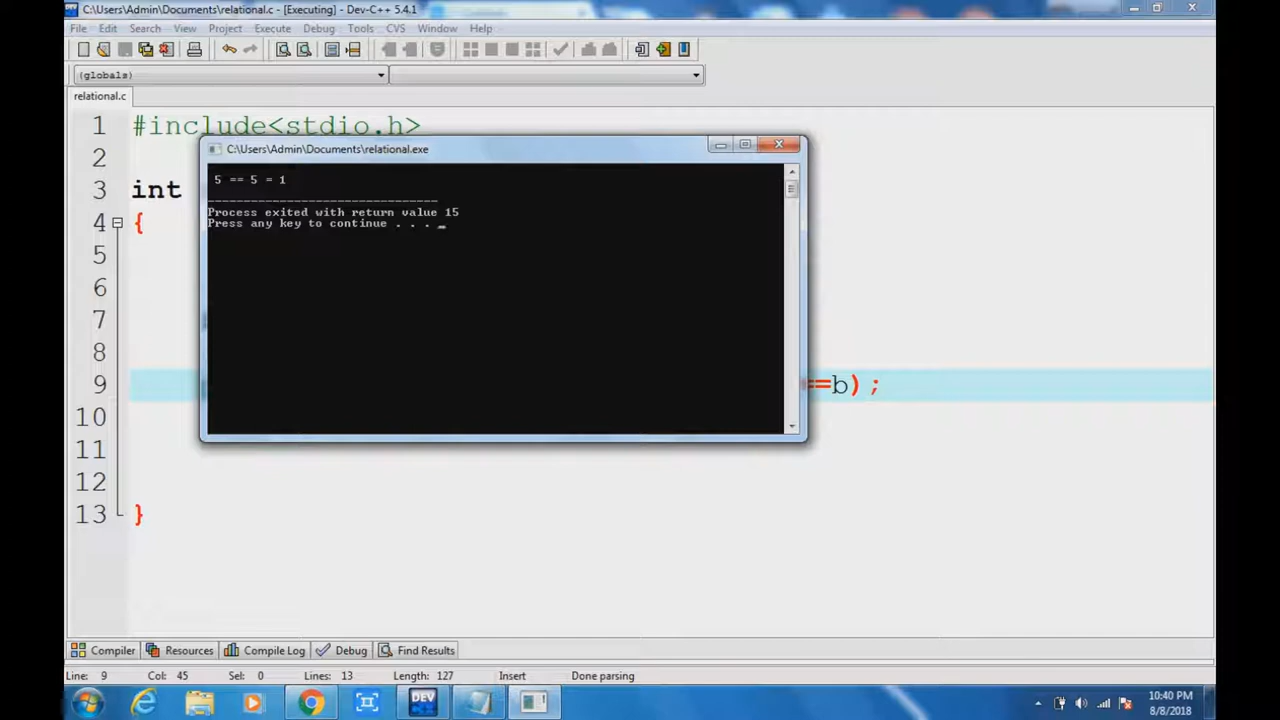 C:\Users\Admin\Documents\relational.c - [Executing] - Dev-C++ 5.4.1
File Edit Search View Project Execute Debug Tools CVS Window Help
(globals)
relational.c
1 #include<stdio.h>
2
3 int
4 {
5
6
7
8
9 ==b);
10
11
12
13 }
C:\Users\Admin\Documents\relational.exe
5 == 5 = 1
--------------------------------
Process exited with return value 15
Press any key to continue . . . _
Compiler Resources Compile Log Debug Find Results
Line: 9 Col: 45 Sel: 0 Lines: 13 Length: 127 Insert Done parsing
DEV
10:40 PM
8/8/2018